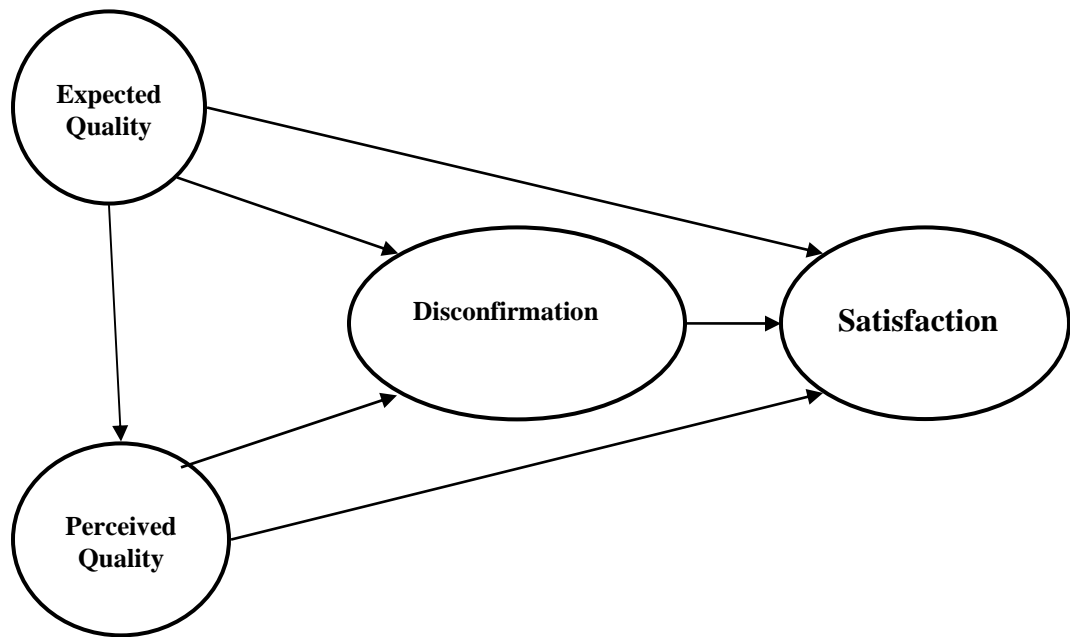 Expected
Quality
Disconfirmation
Satisfaction
Perceived
Quality